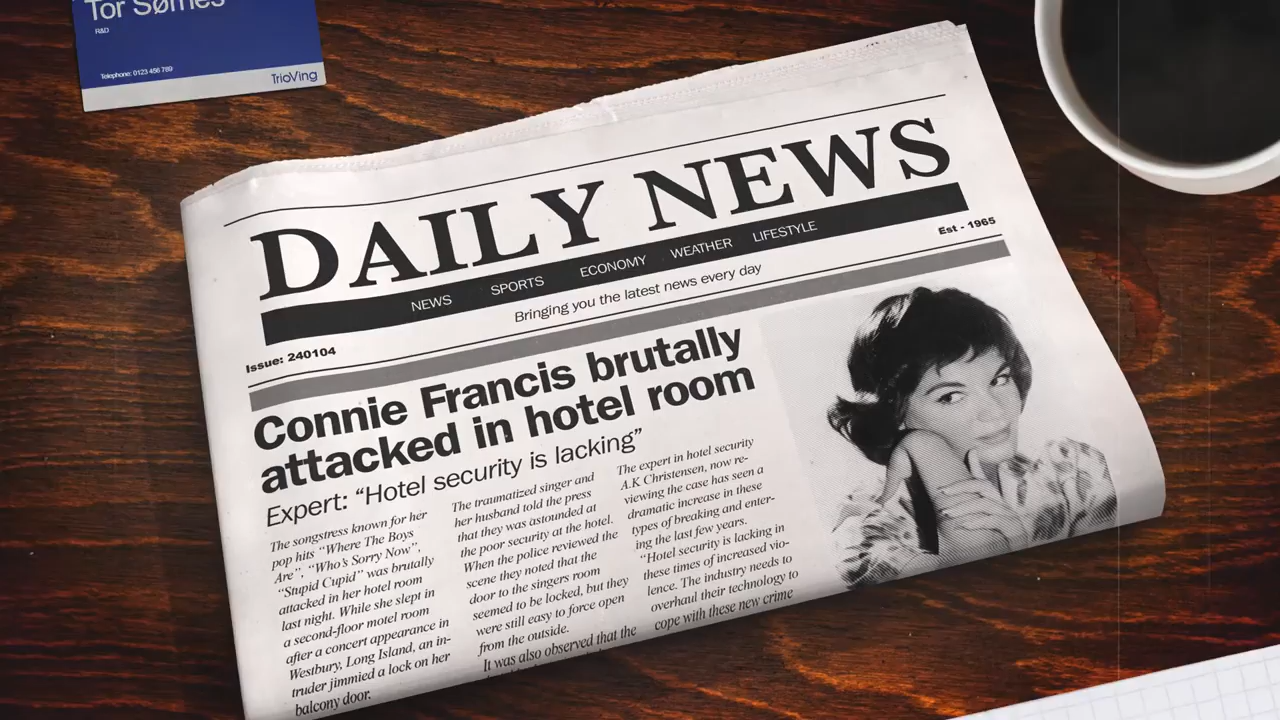 Tor Sørnes
R&D
Telephone: 0123 456 789
TrioVing
DAILY NEWS
NEWS SPORTS ECONOMY WEATHER LIFESTYLE
Est - 1965
Bringing you the latest news every day
Issue: 240104
Connie Francis brutally
attacked in hotel room
Expert: “Hotel security is lacking”
The songstress known for her
pop hits “Where The Boys
Are”, “Who’s Sorry Now”,
“Stupid Cupid” was brutally
attacked in her hotel room
last night. While she slept in
a second-floor motel room
after a concert appearance in
Westbury, Long Island, an in-
truder jimmied a lock on her
balcony door.
The traumatized singer and
her husband told the press
that they was astounded at
the poor security at the hotel.
When the police reviewed the
scene they noted that the
door to the singers room
seemed to be locked, but they
were still easy to force open
from the outside.
It was also observed that the
The expert in hotel security
A.K Christensen, now re-
viewing the case has seen a
dramatic increase in these
types of breaking and enter-
ing the last few years.
“Hotel security is lacking in
these times of increased vio-
lence. The industry needs to
overhaul their technology to
cope with these new crime